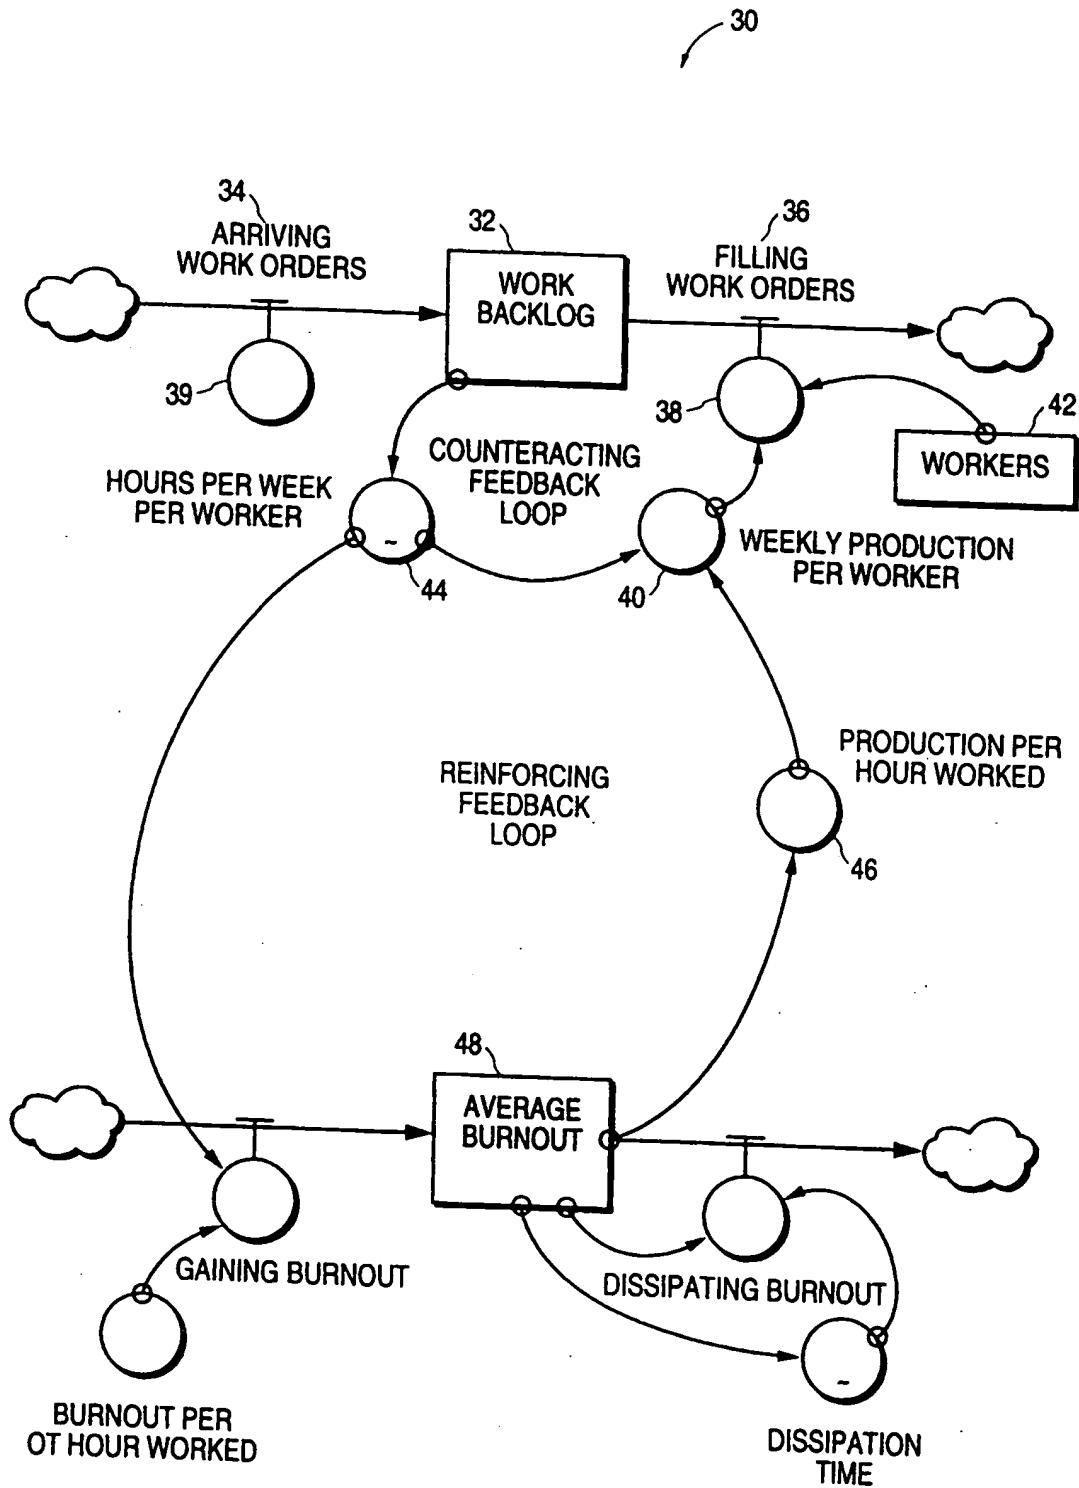 30
34
ARRIVING
WORK ORDERS
32
WORK
BACKLOG
36
FILLING
WORK ORDERS
39
38
42
WORKERS
HOURS PER WEEK
PER WORKER
COUNTERACTING
FEEDBACK
LOOP
~
44
40
WEEKLY PRODUCTION
PER WORKER
REINFORCING
FEEDBACK
LOOP
PRODUCTION PER
HOUR WORKED
46
48
AVERAGE
BURNOUT
GAINING BURNOUT
DISSIPATING BURNOUT
~
BURNOUT PER
OT HOUR WORKED
DISSIPATION
TIME